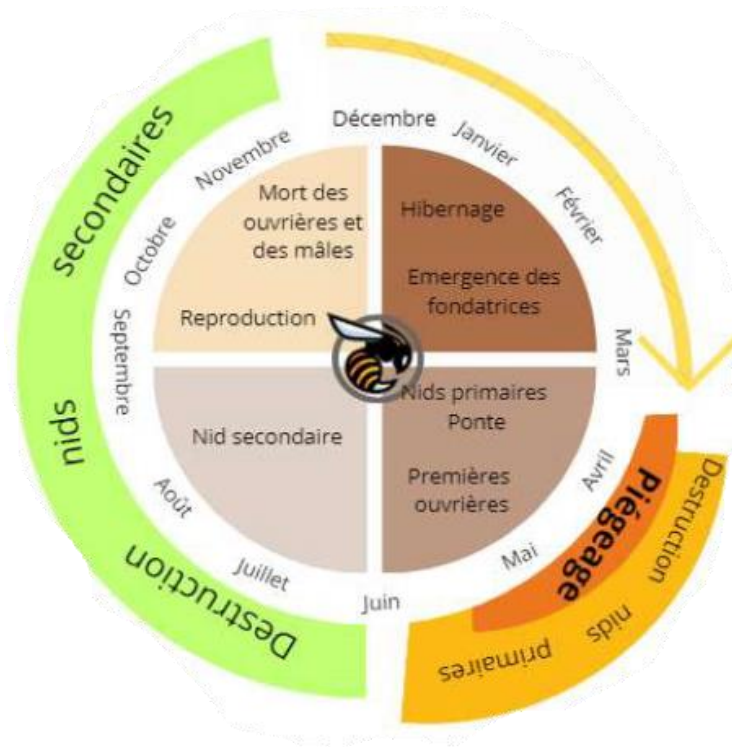 Décembre
Janvier
Février
Mars
Avril
Mai
Juin
Juillet
Août
Septembre
Octobre
Novembre
Hibernage
Emergence des
fondatrices
Nids primaires
Ponte
Premières
ouvrières
Nid secondaire
Reproduction
Mort des
ouvrières et
des mâles
Piégeage
Destruction nids primaires
Destruction nids secondaires